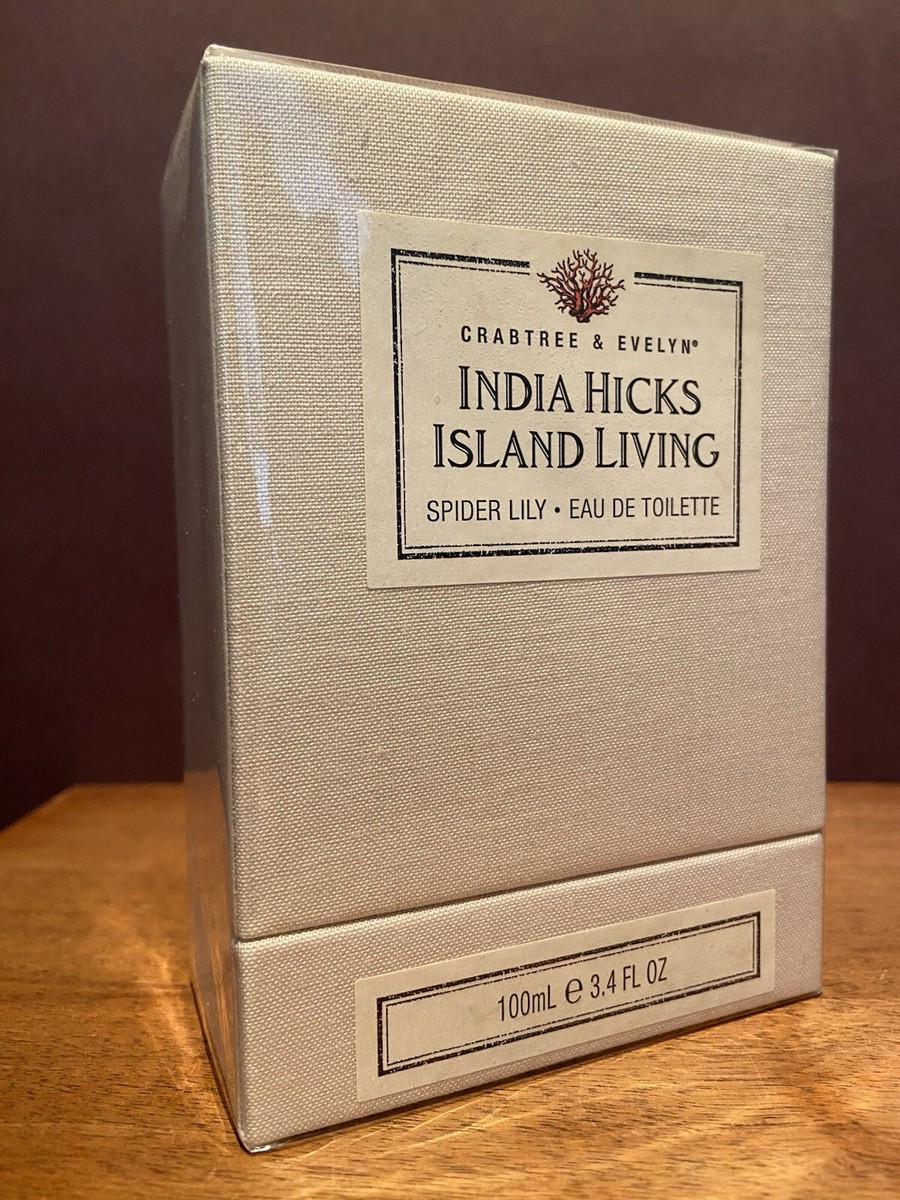 CRABTREE & EVELYN®
INDIA HICKS
ISLAND LIVING
SPIDER LILY • EAU DE TOILETTE
100mL ℮ 3.4 FL OZ